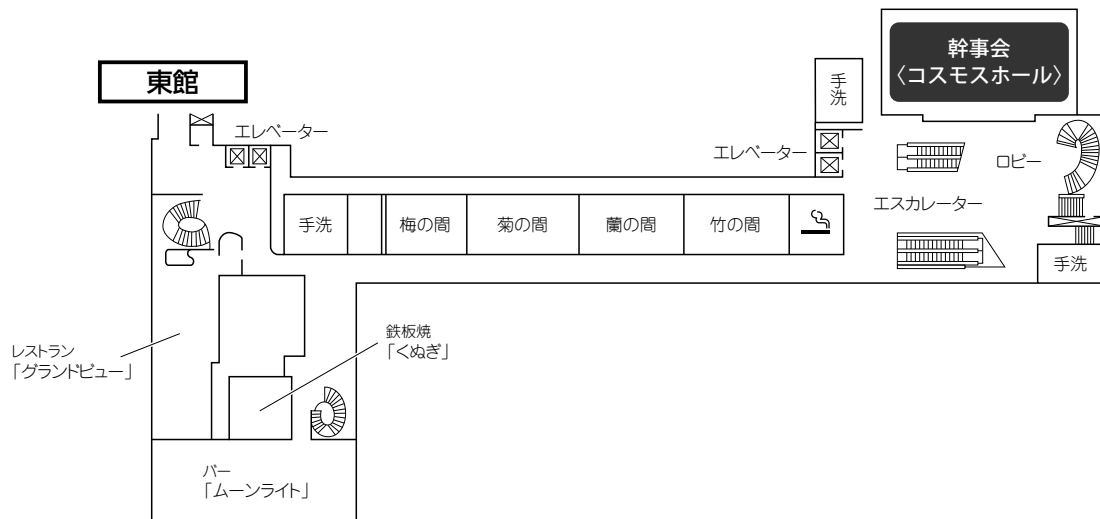 幹事会
〈コスモスホール〉
東館
手洗
エレベーター
エレベーター
ロビー
エスカレーター
手洗
梅の間
菊の間
蘭の間
竹の間
手洗
レストラン
「グランドビュー」
鉄板焼
「くぬぎ」
バー
「ムーンライト」